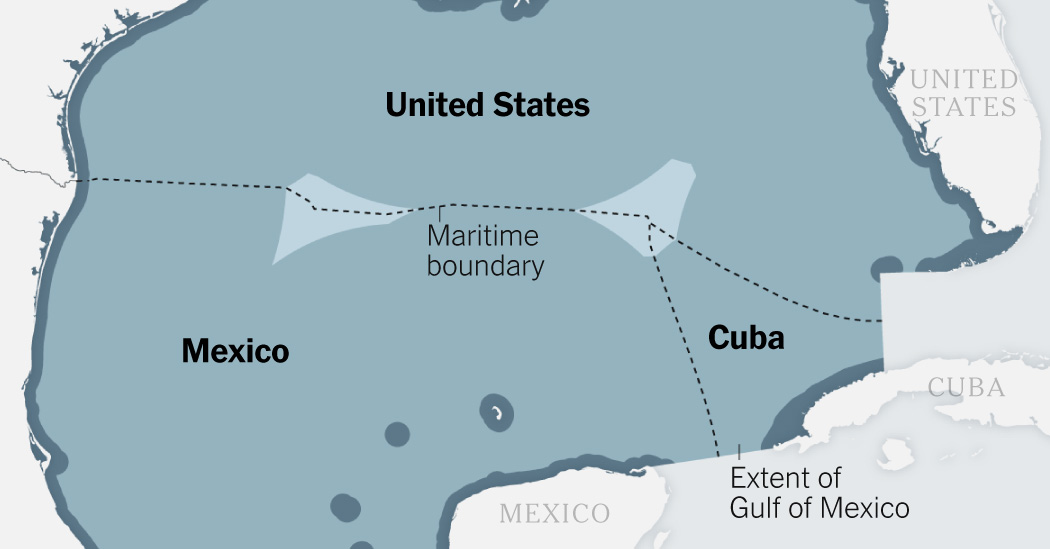 United States
UNITED
STATES
Maritime
boundary
Mexico
Cuba
CUBA
Extent of
Gulf of Mexico
MEXICO